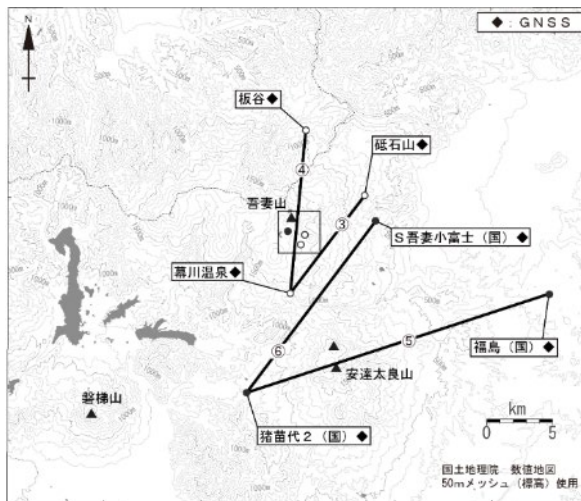 ◆:GNSS
N
板谷◆
砥石山◆
④
吾妻山
③
S吾妻小富士(国)◆
幕川温泉◆
⑥
⑤
福島(国)◆
安達太良山
磐梯山
猪苗代2(国)◆
km
0 5
国土地理院 数値地図
50mメッシュ(標高)使用